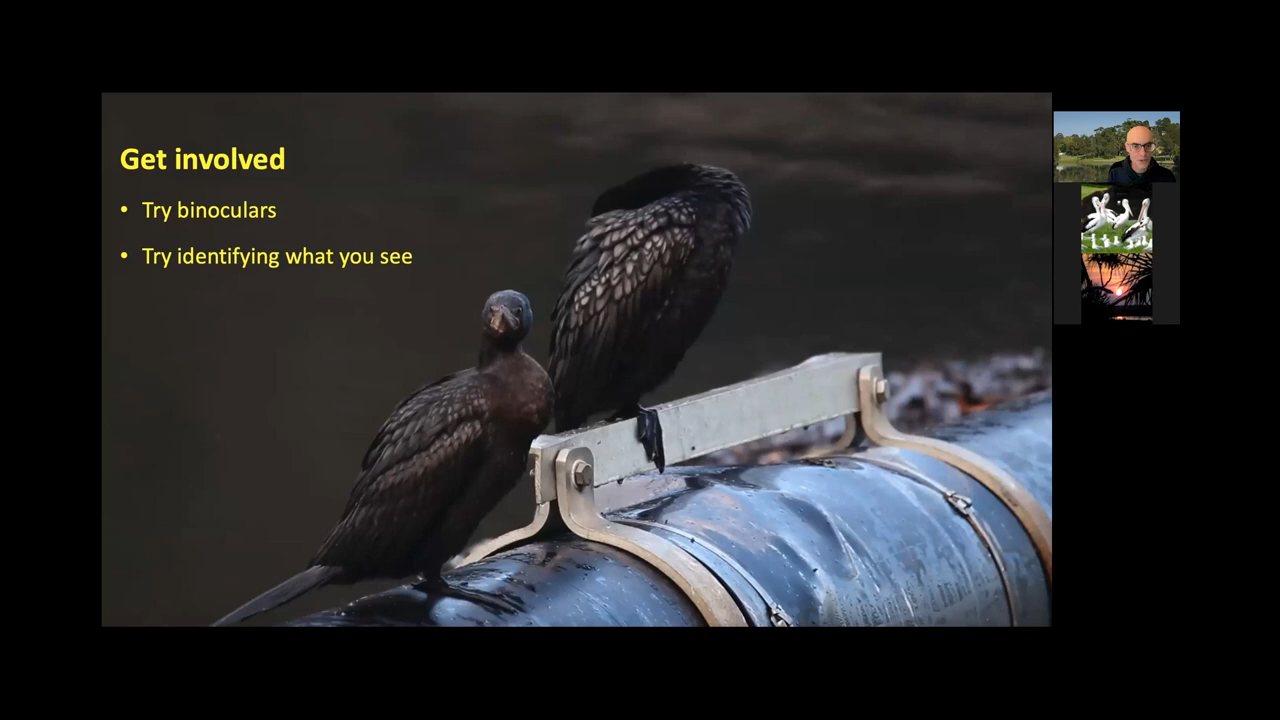 Get involved
• Try binoculars
• Try identifying what you see